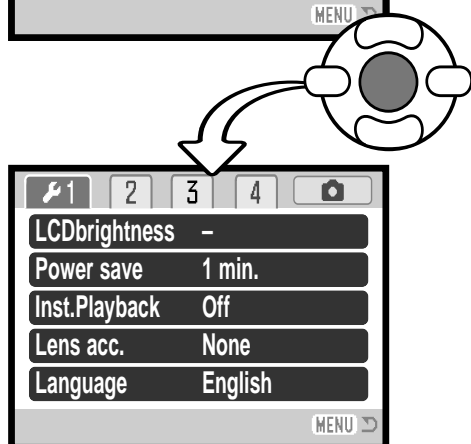 MENU
1 2 3 4
LCDbrightness –
Power save 1 min.
Inst.Playback Off
Lens acc. None
Language English
MENU